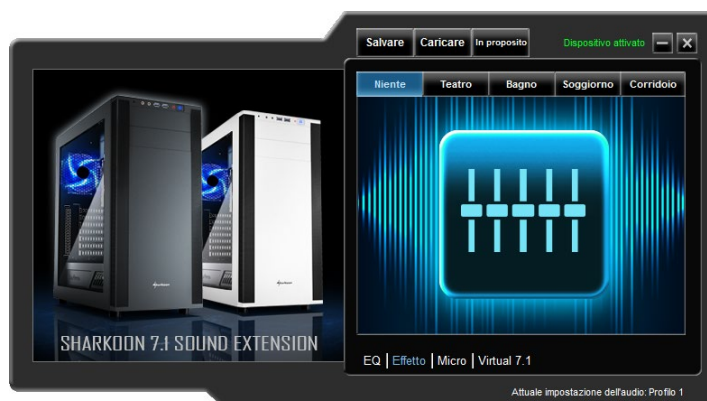 Salvare Caricare In proposito Dispositivo attivato
Niente Teatro Bagno Soggiorno Corridoio
SHARKOON 7.1 SOUND EXTENSION
EQ | Effetto | Micro | Virtual 7.1
Attuale impostazione dell'audio: Profilo 1